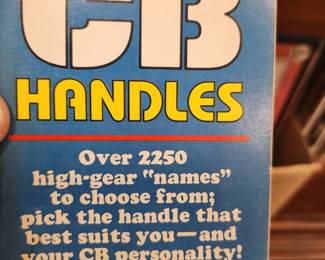 CB
HANDLES
Over 2250
high-gear "names"
to choose from;
pick the handle that
best suits you—and
your CB personality!